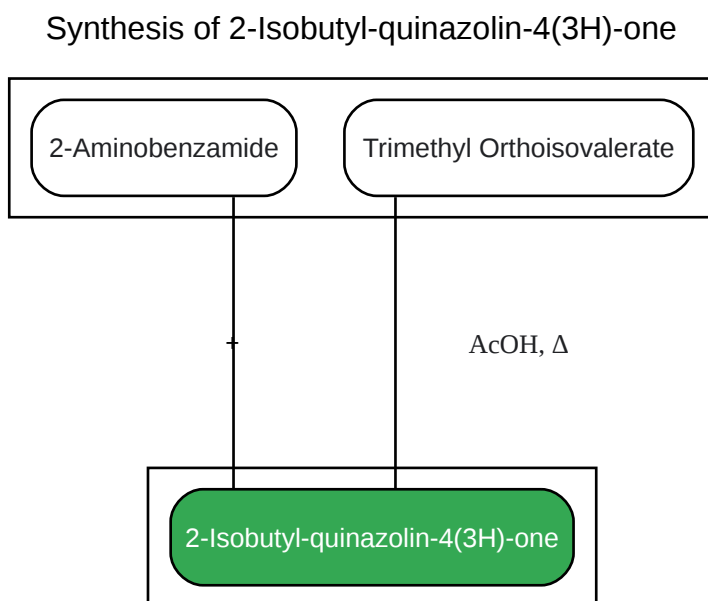 Synthesis of 2-Isobutyl-quinazolin-4(3H)-one
2-Aminobenzamide
Trimethyl Orthoisovalerate
+
AcOH, Δ
2-Isobutyl-quinazolin-4(3H)-one